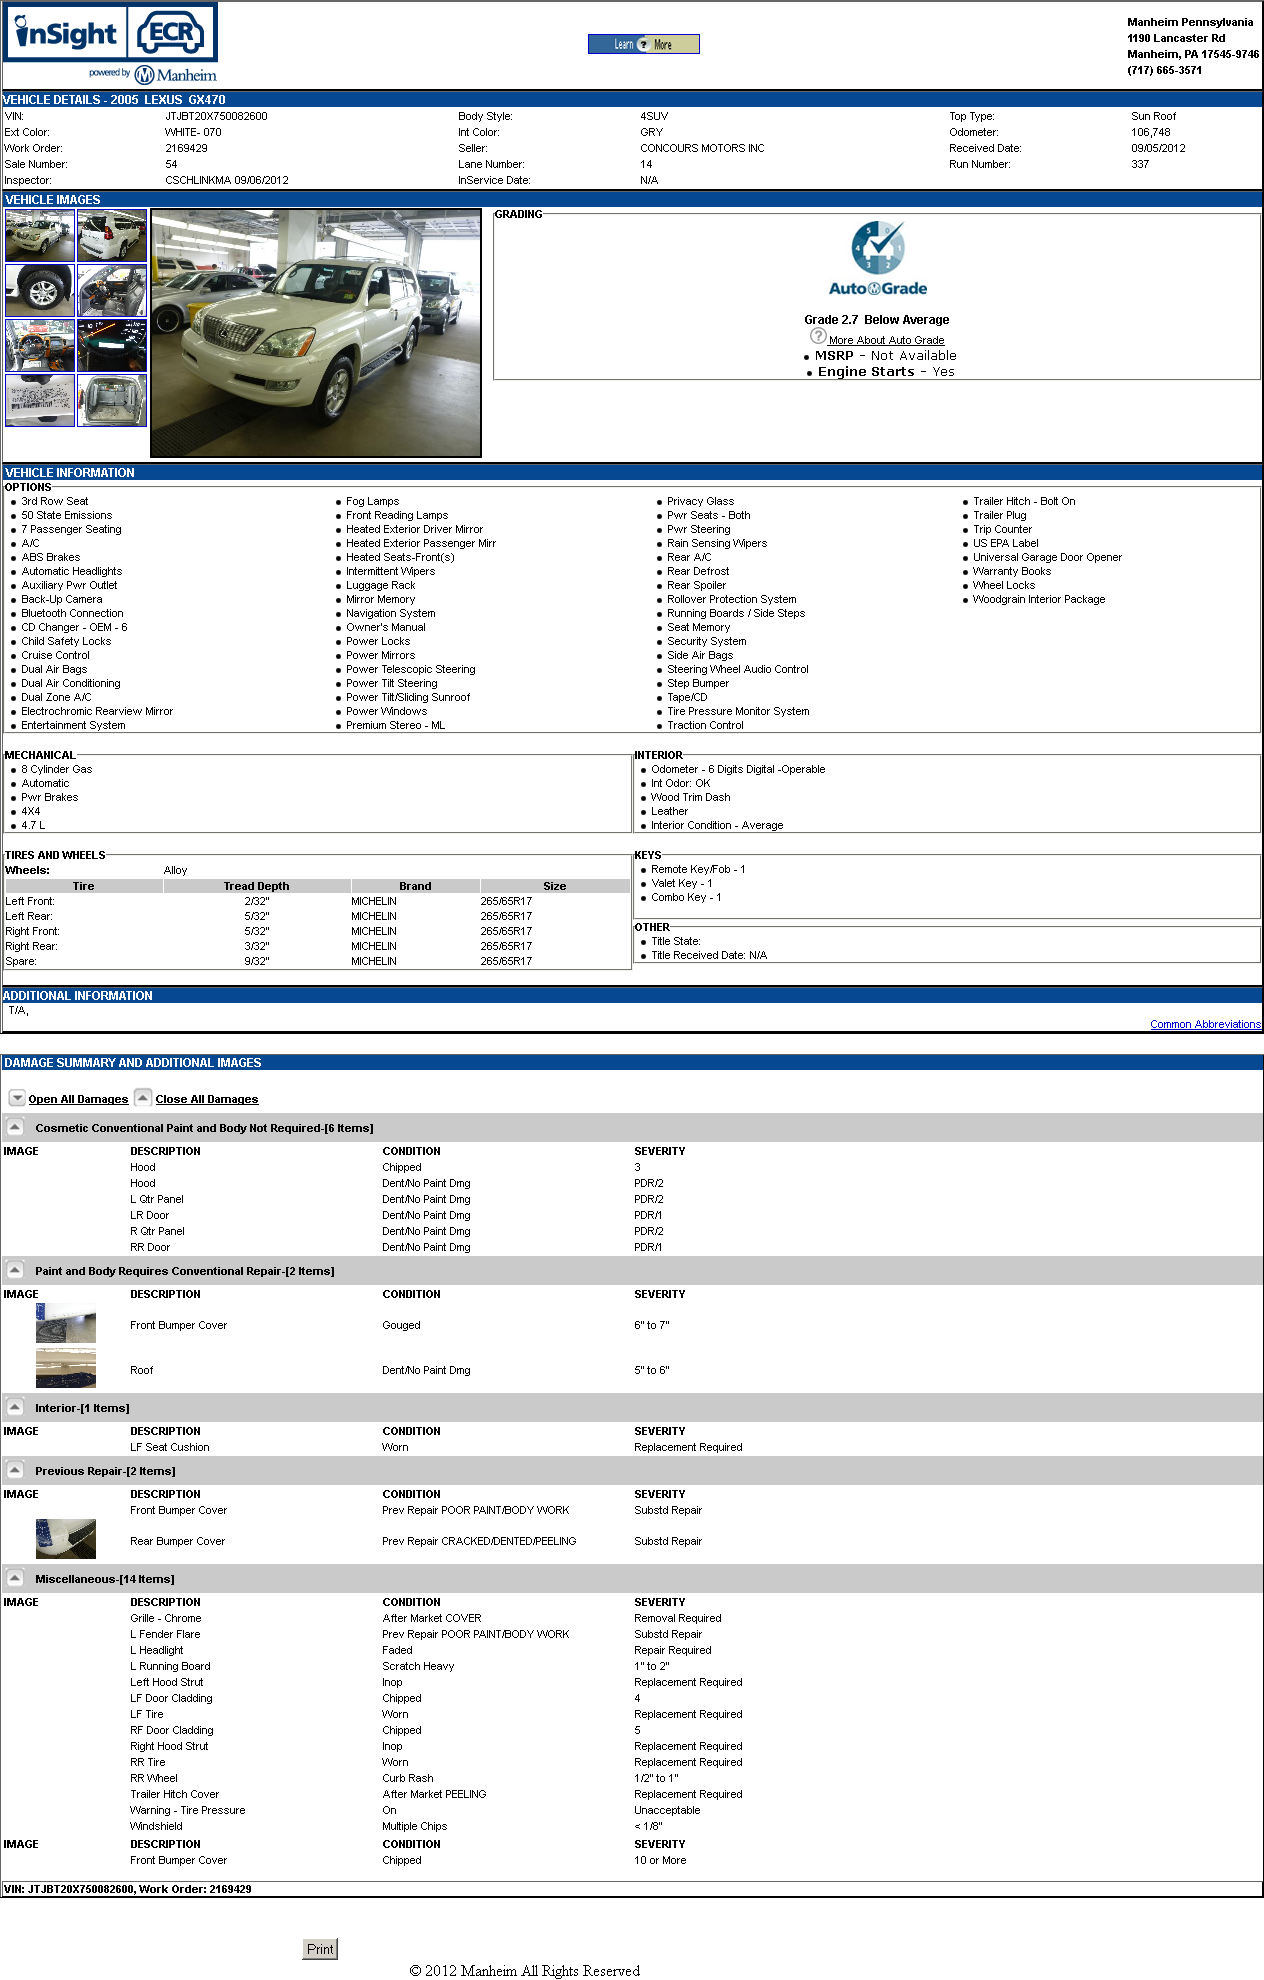 inSight ECR
powered by Manheim
Learn ? More
Manheim Pennsylvania
1190 Lancaster Rd
Manheim, PA 17545-9746
(717) 665-3571
VEHICLE DETAILS - 2005 LEXUS GX470
VIN: JTJBT20X750082600 Body Style: 4SUV Top Type: Sun Roof
Ext Color: WHITE- 070 Int Color: GRY Odometer: 106,748
Work Order: 2169429 Seller: CONCOURS MOTORS INC Received Date: 09/05/2012
Sale Number: 54 Lane Number: 14 Run Number: 337
Inspector: CSCHLINKMA 09/06/2012 InService Date: N/A
VEHICLE IMAGES
GRADING
AutoGrade
Grade 2.7 Below Average
? More About Auto Grade
MSRP - Not Available
Engine Starts - Yes
VEHICLE INFORMATION
OPTIONS
3rd Row Seat
50 State Emissions
7 Passenger Seating
A/C
ABS Brakes
Automatic Headlights
Auxiliary Pwr Outlet
Back-Up Camera
Bluetooth Connection
CD Changer - OEM - 6
Child Safety Locks
Cruise Control
Dual Air Bags
Dual Air Conditioning
Dual Zone A/C
Electrochromic Rearview Mirror
Entertainment System
Fog Lamps
Front Reading Lamps
Heated Exterior Driver Mirror
Heated Exterior Passenger Mirr
Heated Seats-Front(s)
Intermittent Wipers
Luggage Rack
Mirror Memory
Navigation System
Owner's Manual
Power Locks
Power Mirrors
Power Telescopic Steering
Power Tilt Steering
Power Tilt/Sliding Sunroof
Power Windows
Premium Stereo - ML
Privacy Glass
Pwr Seats - Both
Pwr Steering
Rain Sensing Wipers
Rear A/C
Rear Defrost
Rear Spoiler
Rollover Protection System
Running Boards / Side Steps
Seat Memory
Security System
Side Air Bags
Steering Wheel Audio Control
Step Bumper
Tape/CD
Tire Pressure Monitor System
Traction Control
Trailer Hitch - Bolt On
Trailer Plug
Trip Counter
US EPA Label
Universal Garage Door Opener
Warranty Books
Wheel Locks
Woodgrain Interior Package
MECHANICAL
8 Cylinder Gas
Automatic
Pwr Brakes
4X4
4.7 L
INTERIOR
Odometer - 6 Digits Digital -Operable
Int Odor: OK
Wood Trim Dash
Leather
Interior Condition - Average
TIRES AND WHEELS
Wheels: Alloy
Tire Tread Depth Brand Size
Left Front: 2/32" MICHELIN 265/65R17
Left Rear: 5/32" MICHELIN 265/65R17
Right Front: 5/32" MICHELIN 265/65R17
Right Rear: 3/32" MICHELIN 265/65R17
Spare: 9/32" MICHELIN 265/65R17
KEYS
Remote Key/Fob - 1
Valet Key - 1
Combo Key - 1
OTHER
Title State:
Title Received Date: N/A
ADDITIONAL INFORMATION
T/A,
Common Abbreviations
DAMAGE SUMMARY AND ADDITIONAL IMAGES
Open All Damages Close All Damages
Cosmetic Conventional Paint and Body Not Required-[6 Items]
IMAGE DESCRIPTION CONDITION SEVERITY
Hood Chipped 3
Hood Dent/No Paint Dmg PDR/2
L Qtr Panel Dent/No Paint Dmg PDR/2
LR Door Dent/No Paint Dmg PDR/1
R Qtr Panel Dent/No Paint Dmg PDR/2
RR Door Dent/No Paint Dmg PDR/1
Paint and Body Requires Conventional Repair-[2 Items]
IMAGE DESCRIPTION CONDITION SEVERITY
Front Bumper Cover Gouged 6" to 7"
Roof Dent/No Paint Dmg 5" to 6"
Interior-[1 Items]
IMAGE DESCRIPTION CONDITION SEVERITY
LF Seat Cushion Worn Replacement Required
Previous Repair-[2 Items]
IMAGE DESCRIPTION CONDITION SEVERITY
Front Bumper Cover Prev Repair POOR PAINT/BODY WORK Substd Repair
Rear Bumper Cover Prev Repair CRACKED/DENTED/PEELING Substd Repair
Miscellaneous-[14 Items]
IMAGE DESCRIPTION CONDITION SEVERITY
Grille - Chrome After Market COVER Removal Required
L Fender Flare Prev Repair POOR PAINT/BODY WORK Substd Repair
L Headlight Faded Repair Required
L Running Board Scratch Heavy 1" to 2"
Left Hood Strut Inop Replacement Required
LF Door Cladding Chipped 4
LF Tire Worn Replacement Required
RF Door Cladding Chipped 5
Right Hood Strut Inop Replacement Required
RR Tire Worn Replacement Required
RR Wheel Curb Rash 1/2" to 1"
Trailer Hitch Cover After Market PEELING Replacement Required
Warning - Tire Pressure On Unacceptable
Windshield Multiple Chips < 1/8"
IMAGE DESCRIPTION CONDITION SEVERITY
Front Bumper Cover Chipped 10 or More
VIN: JTJBT20X750082600, Work Order: 2169429
Print
© 2012 Manheim All Rights Reserved